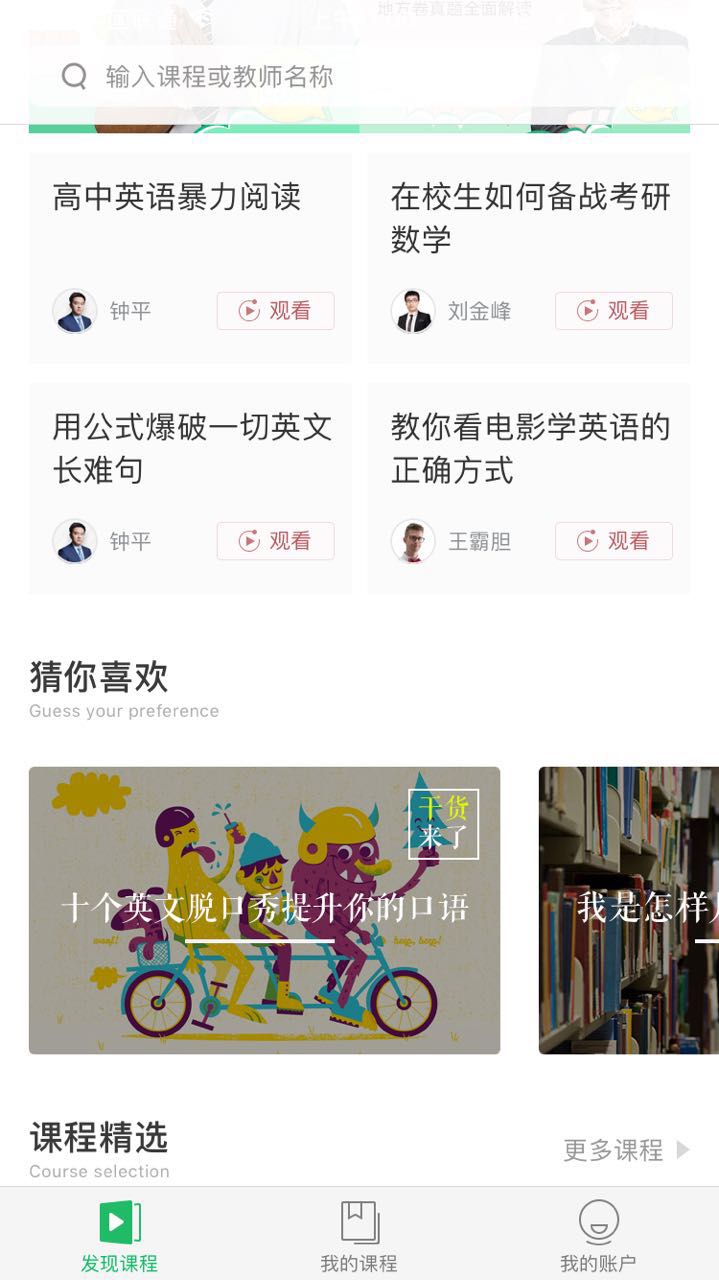 地方卷真题全面解读
输入课程或教师名称
高中英语暴力阅读
钟平
观看
在校生如何备战考研
数学
刘金峰
观看
用公式爆破一切英文
长难句
钟平
观看
教你看电影学英语的
正确方式
王霸胆
观看
猜你喜欢
Guess your preference
干货
来了
十个英文脱口秀提升你的口语
woof!
beep, beep!
我是怎样
课程精选
Course selection
更多课程
发现课程
我的课程
我的账户